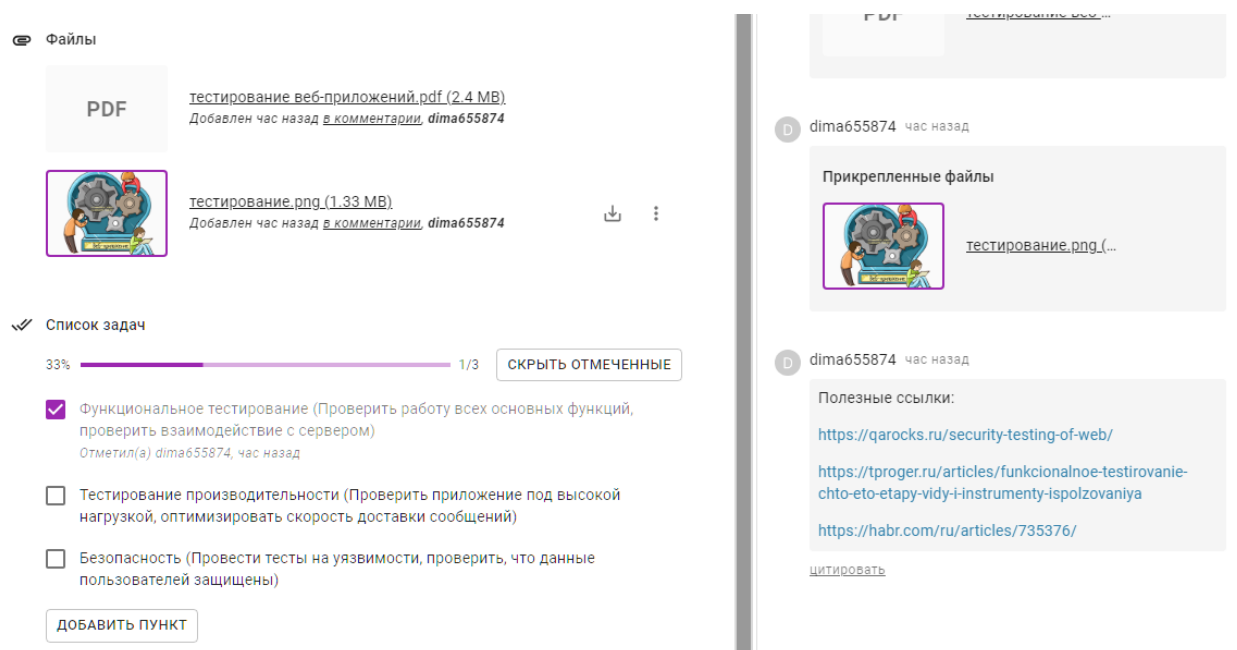 Файлы
PDF
тестирование веб-приложений.pdf (2.4 MB)
Добавлен час назад в комментарии, dima655874
тестирование.png (1.33 MB)
Добавлен час назад в комментарии, dima655874
Список задач
33%
1/3
СКРЫТЬ ОТМЕЧЕННЫЕ
Функциональное тестирование (Проверить работу всех основных функций,
проверить взаимодействие с сервером)
Отметил(а) dima655874, час назад
Тестирование производительности (Проверить приложение под высокой
нагрузкой, оптимизировать скорость доставки сообщений)
Безопасность (Провести тесты на уязвимости, проверить, что данные
пользователей защищены)
ДОБАВИТЬ ПУНКТ
PDF
тестирование веб-...
D
dima655874 час назад
Прикрепленные файлы
тестирование.png (...
D
dima655874 час назад
Полезные ссылки:
https://qarocks.ru/security-testing-of-web/
https://tproger.ru/articles/funkcionalnoe-testirovanie-
chto-eto-etapy-vidy-i-instrumenty-ispolzovaniya
https://habr.com/ru/articles/735376/
цитировать